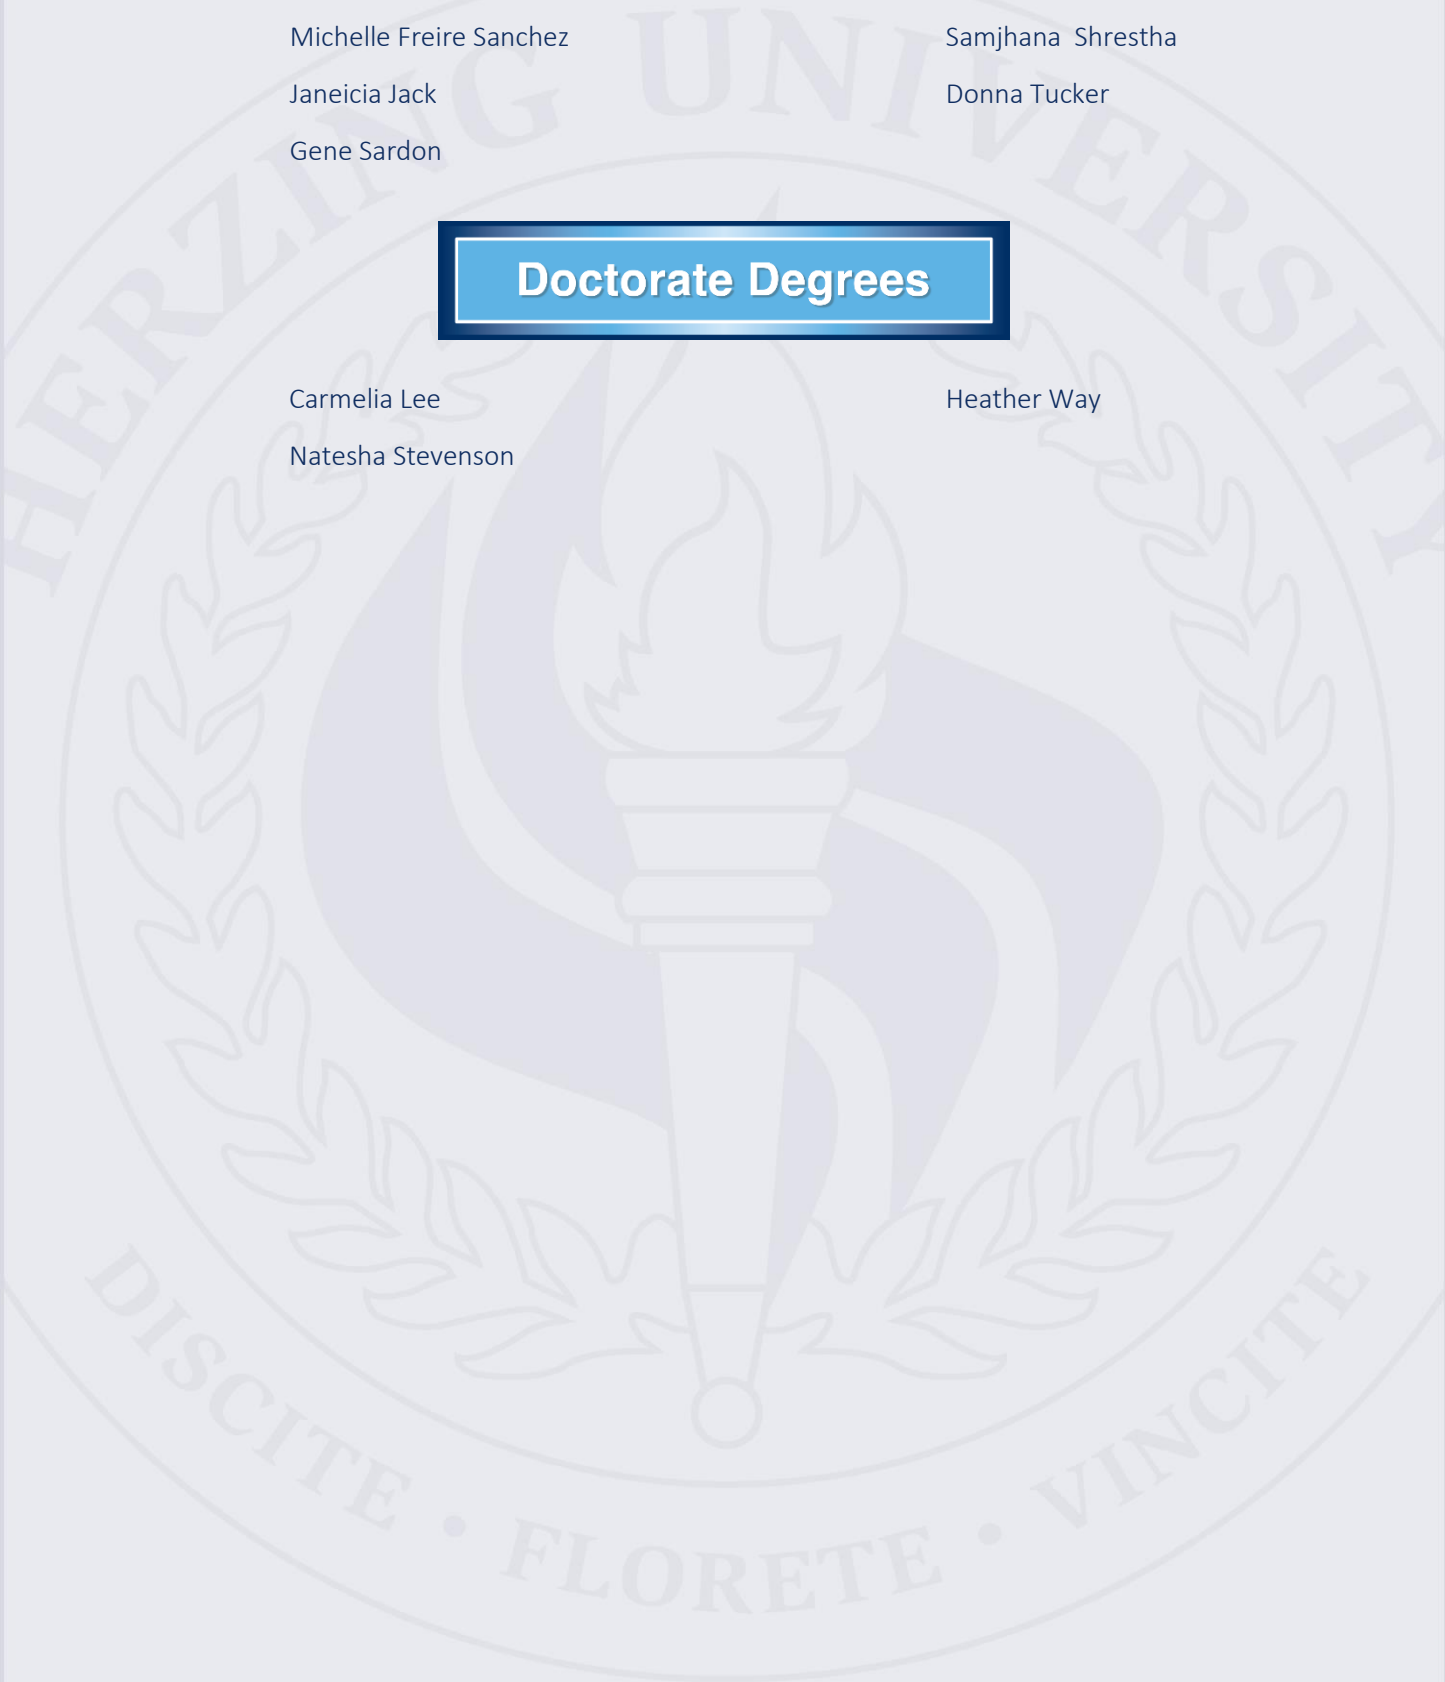 Michelle Freire Sanchez
Samjhana  Shrestha
Janeicia Jack
Donna Tucker
Gene Sardon
Doctorate Degrees
Carmelia Lee
Heather Way
Natesha Stevenson
HERZING UNIVERSITY
DISCITE • FLORETE • VINCITE